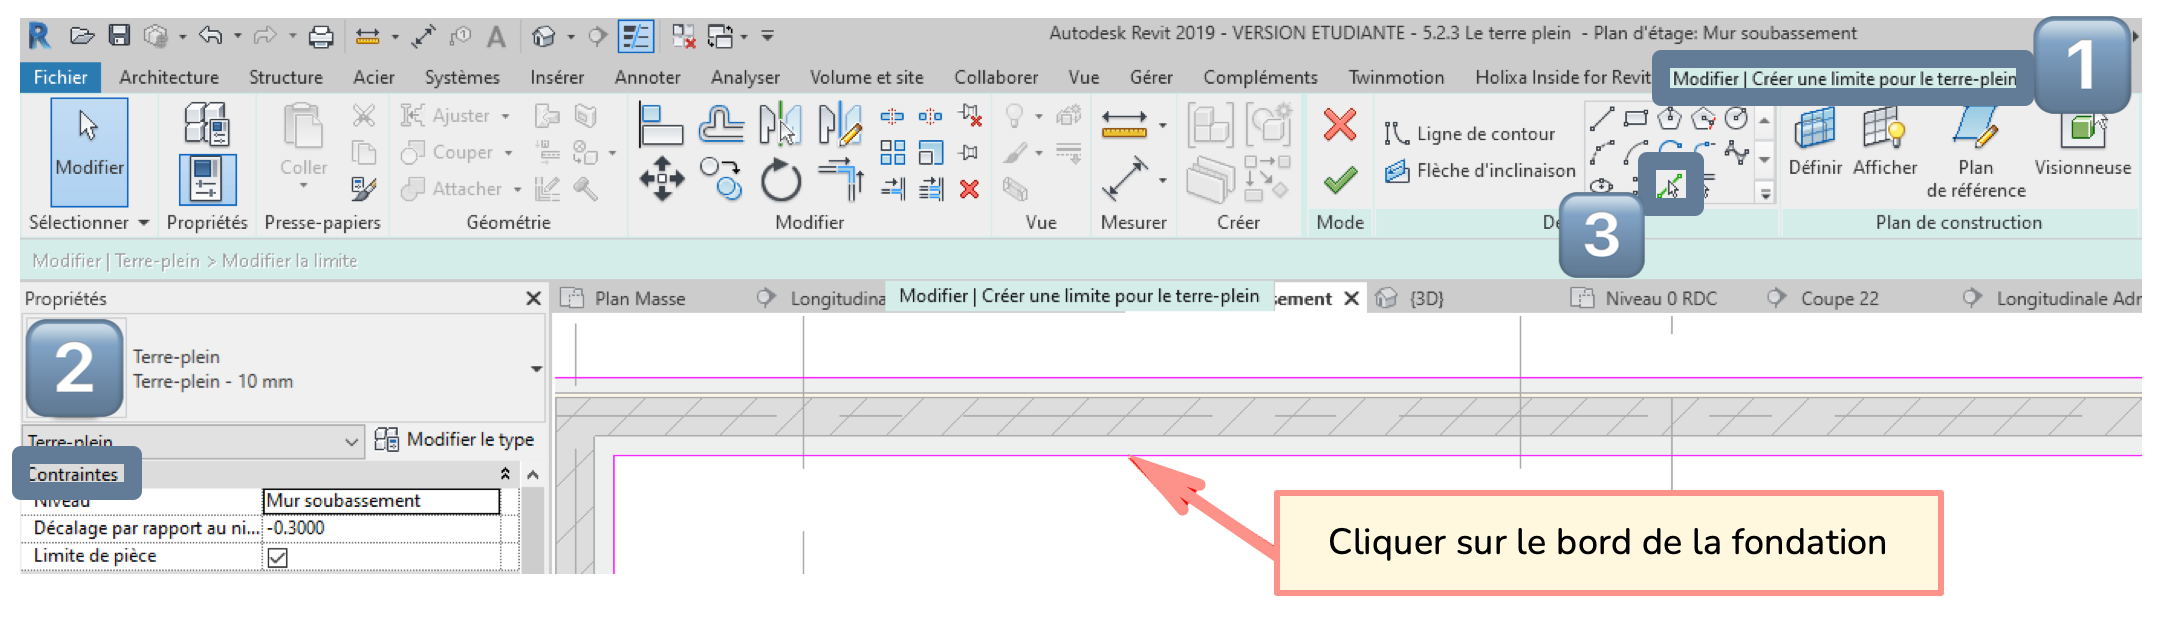 Autodesk Revit 2019 - VERSION ETUDIANTE - 5.2.3 Le terre plein - Plan d'étage: Mur soubassement
1
Fichier Architecture Structure Acier Systèmes Insérer Annoter Analyser Volume et site Collaborer Vue Gérer Compléments Twinmotion Holixa Inside for Revit Modifier | Créer une limite pour le terre-plein
Modifier
Coller
Ajuster
Couper
Attacher
Ligne de contour
Flèche d'inclinaison
Définir Afficher Plan de référence Visionneuse
Sélectionner Propriétés Presse-papiers Géométrie Modifier Vue Mesurer Créer Mode De Plan de construction
3
Modifier | Terre-plein > Modifier la limite
Propriétés
Plan Masse Longitudina Modifier | Créer une limite pour le terre-plein sement {3D} Niveau 0 RDC Coupe 22 Longitudinale Adr
2
Terre-plein
Terre-plein - 10 mm
Terre-plein Modifier le type
Contraintes
Niveau Mur soubassement
Décalage par rapport au ni... -0.3000
Limite de pièce
Cliquer sur le bord de la fondation